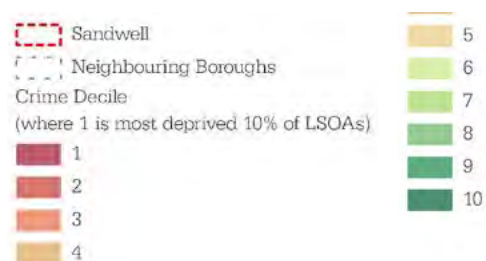 Sandwell
Neighbouring Boroughs
Crime Decile
(where 1 is most deprived 10% of LSOAs)
1
2
3
4
5
6
7
8
9
10